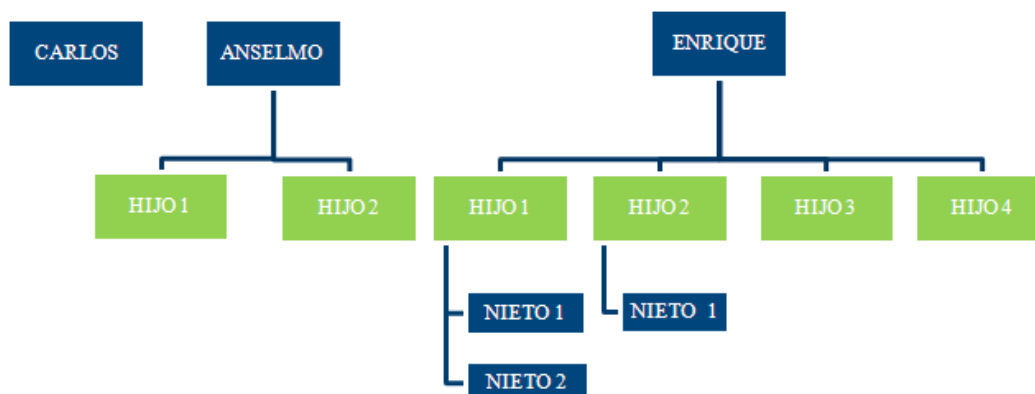 CARLOS
ANSELMO
ENRIQUE
HIJO 1
HIJO 2
HIJO 1
HIJO 2
HIJO 3
HIJO 4
NIETO 1
NIETO 1
NIETO 2